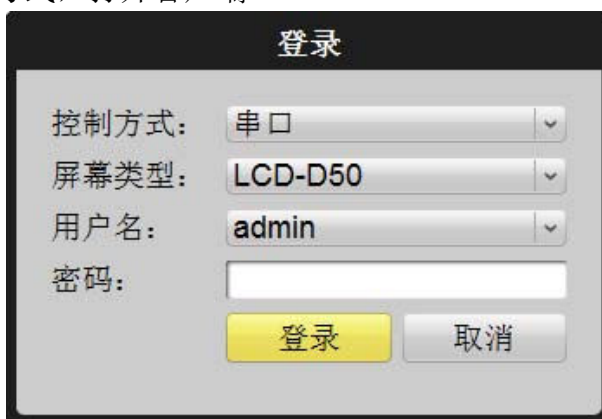 登录
控制方式： 串口
屏幕类型： LCD-D50
用户名： admin
密码：
登录 取消